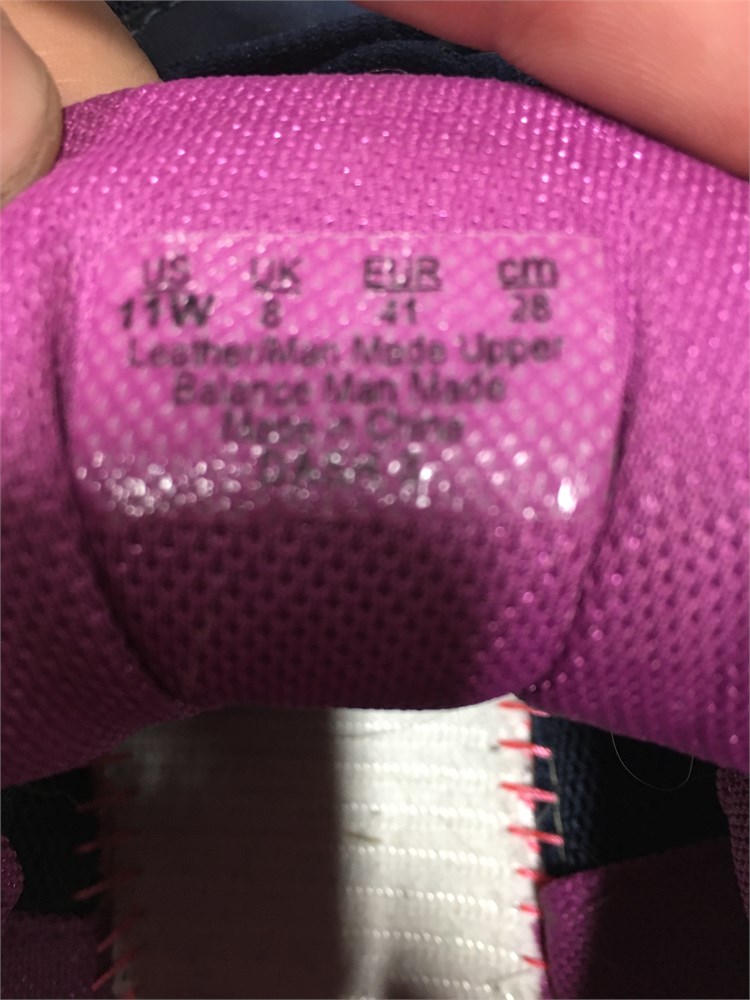 US UK EUR cm
11W 8 41 28
Leather/Man Made Upper
Balance Man Made
Made in China